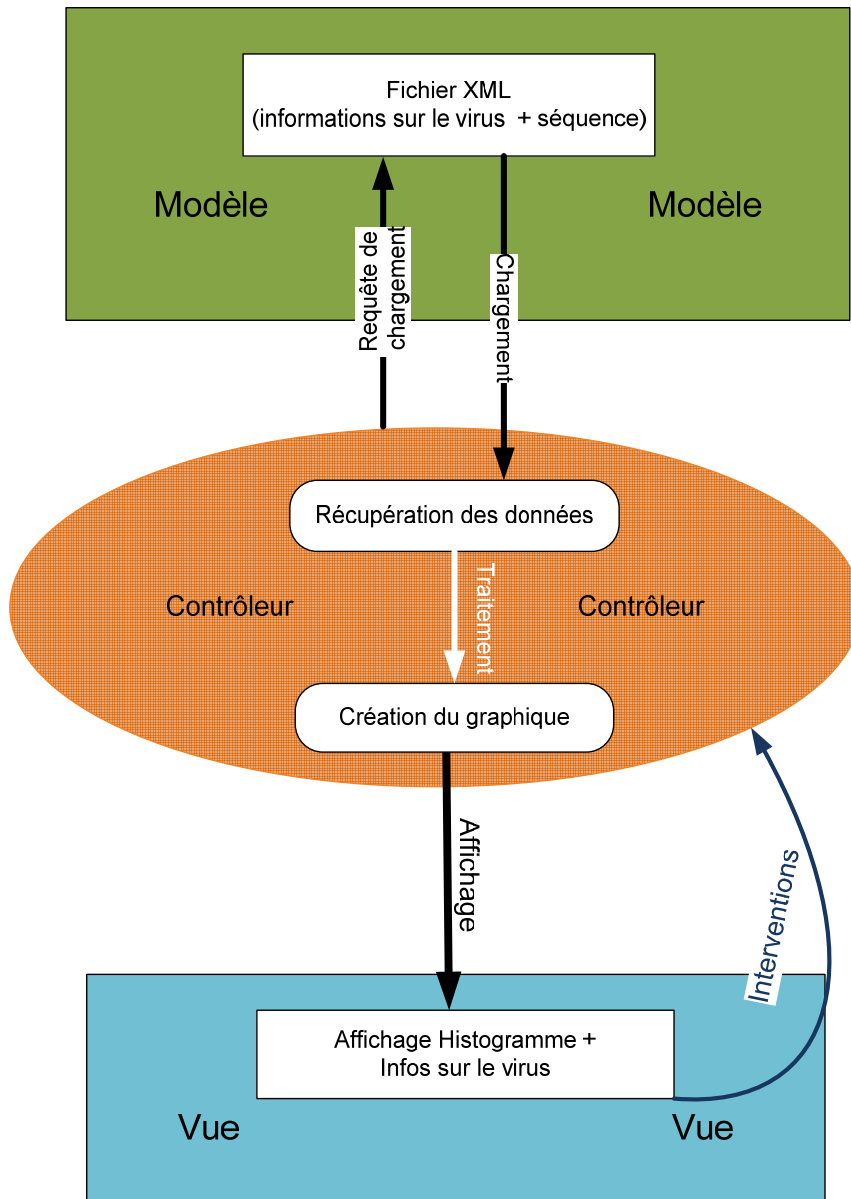 Fichier XML
(informations sur le virus + séquence)
Modèle
Modèle
Requête de
chargement
Chargement
Récupération des données
Contrôleur
Contrôleur
Traitement
Création du graphique
Affichage
Interventions
Affichage Histogramme +
Infos sur le virus
Vue
Vue